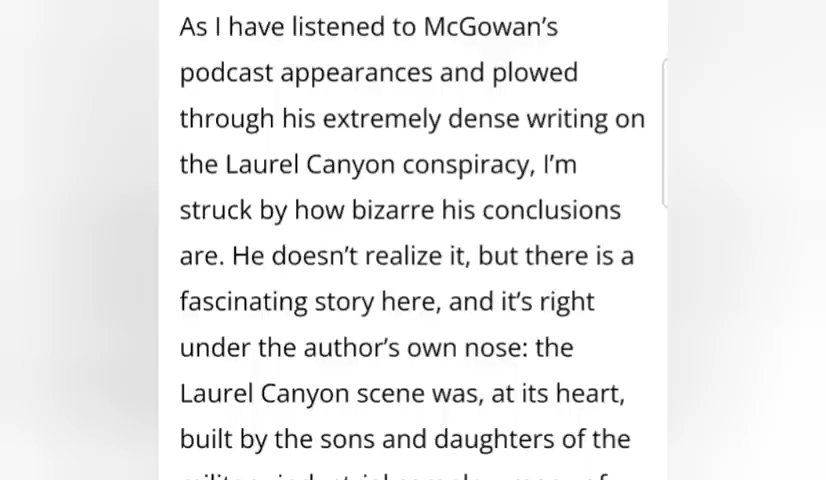 As I have listened to McGowan’s
podcast appearances and plowed
through his extremely dense writing on
the Laurel Canyon conspiracy, I’m
struck by how bizarre his conclusions
are. He doesn’t realize it, but there is a
fascinating story here, and it’s right
under the author’s own nose: the
Laurel Canyon scene was, at its heart,
built by the sons and daughters of the